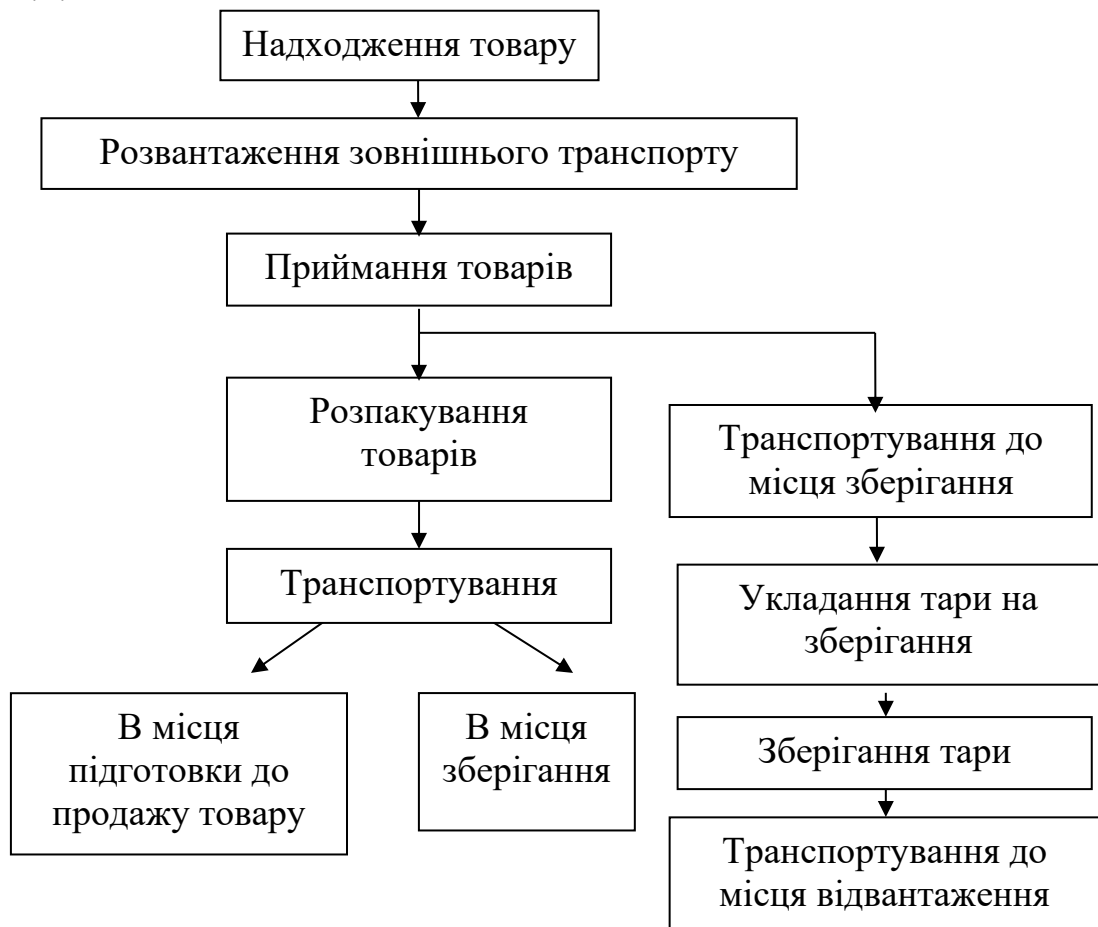 Надходження товару
Розвантаження зовнішнього транспорту
Приймання товарів
Розпакування
товарів
Транспортування
В місця
підготовки до
продажу товару
В місця
зберігання
Транспортування до
місця зберігання
Укладання тари на
зберігання
Зберігання тари
Транспортування до
місця відвантаження